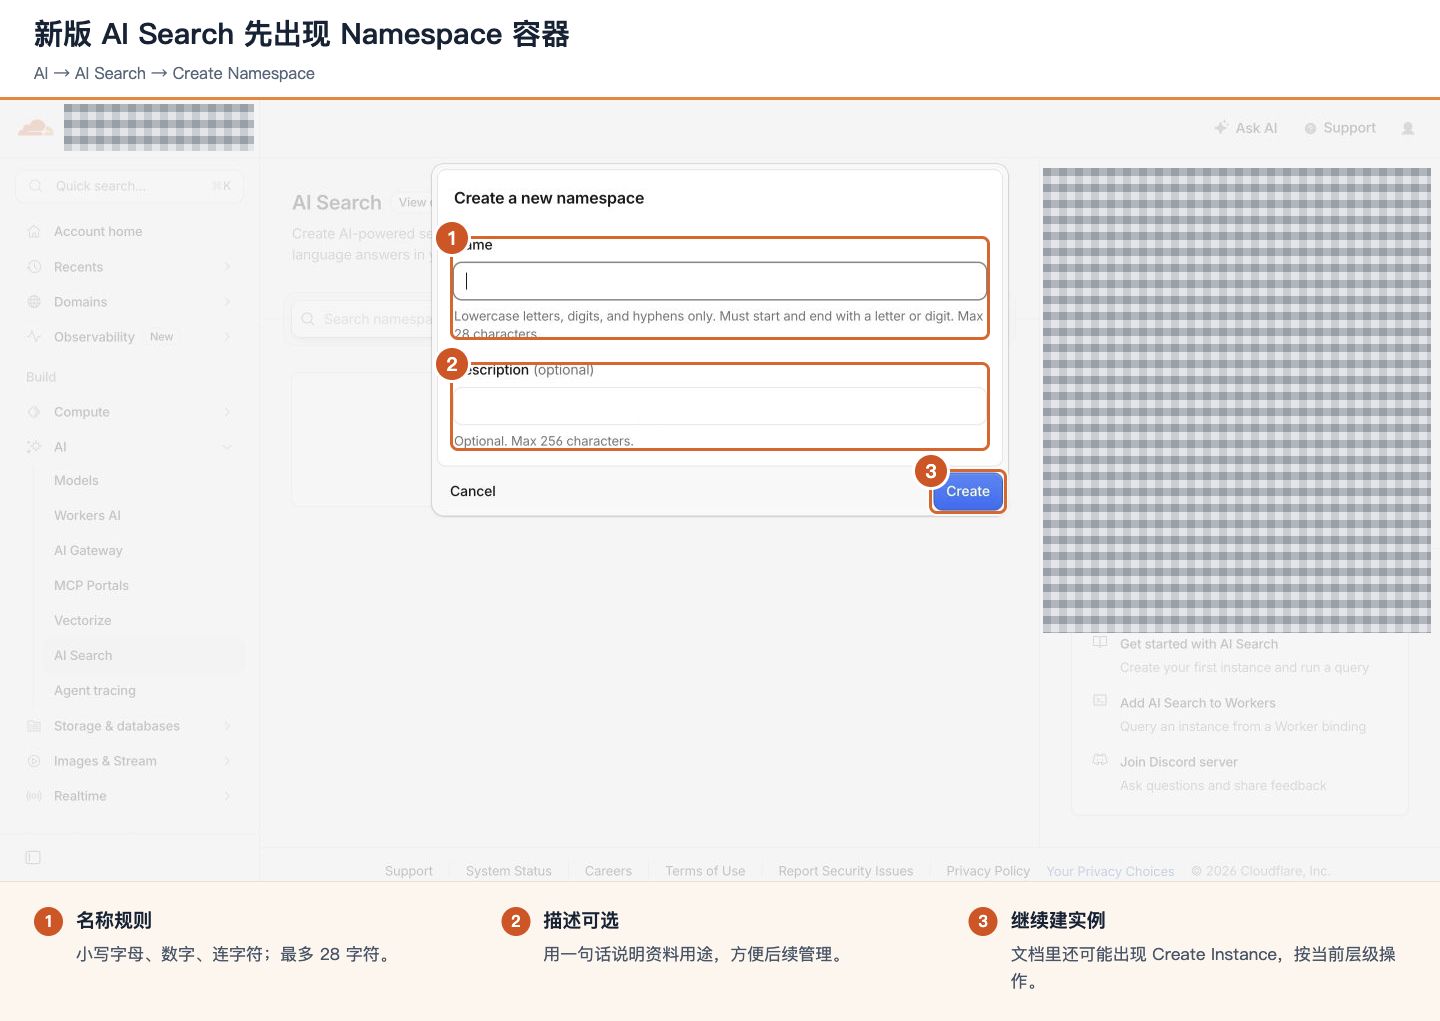 新版 AI Search 先出现 Namespace 容器
AI → AI Search → Create Namespace
Ask AI
Support
Quick search...
⌘K
Account home
Recents
Domains
Observability New
Build
Compute
AI
Models
Workers AI
AI Gateway
MCP Portals
Vectorize
AI Search
Agent tracing
Storage & databases
Images & Stream
Realtime
AI Search
View
Create AI-powered
language answers in
Search
Create a new namespace
1
Lowercase letters, digits, and hyphens only. Must start and end with a letter or digit. Max
28 characters.
2
(optional)
Optional. Max 256 characters.
3
Cancel
Create
Get started with AI Search
Create your first instance and run a query
Add AI Search to Workers
Query an instance from a Worker binding
Join Discord server
Ask questions and share feedback
Support
System Status
Careers
Terms of Use
Report Security Issues
Privacy Policy
Your Privacy Choices
© 2026 Cloudflare, Inc.
1 名称规则
小写字母、数字、连字符；最多 28 字符。
2 描述可选
用一句话说明资料用途，方便后续管理。
3 继续建实例
文档里还可能出现 Create Instance，按当前层级操
作。